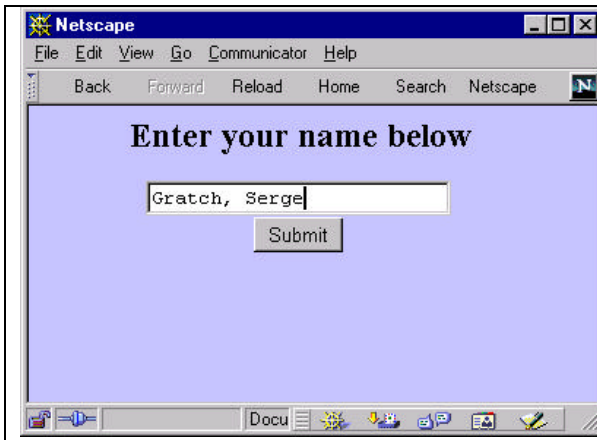 Netscape
File Edit View Go Communicator Help
Back Forward Reload Home Search Netscape N
Enter your name below
Gratch, Serge
Submit
Docu